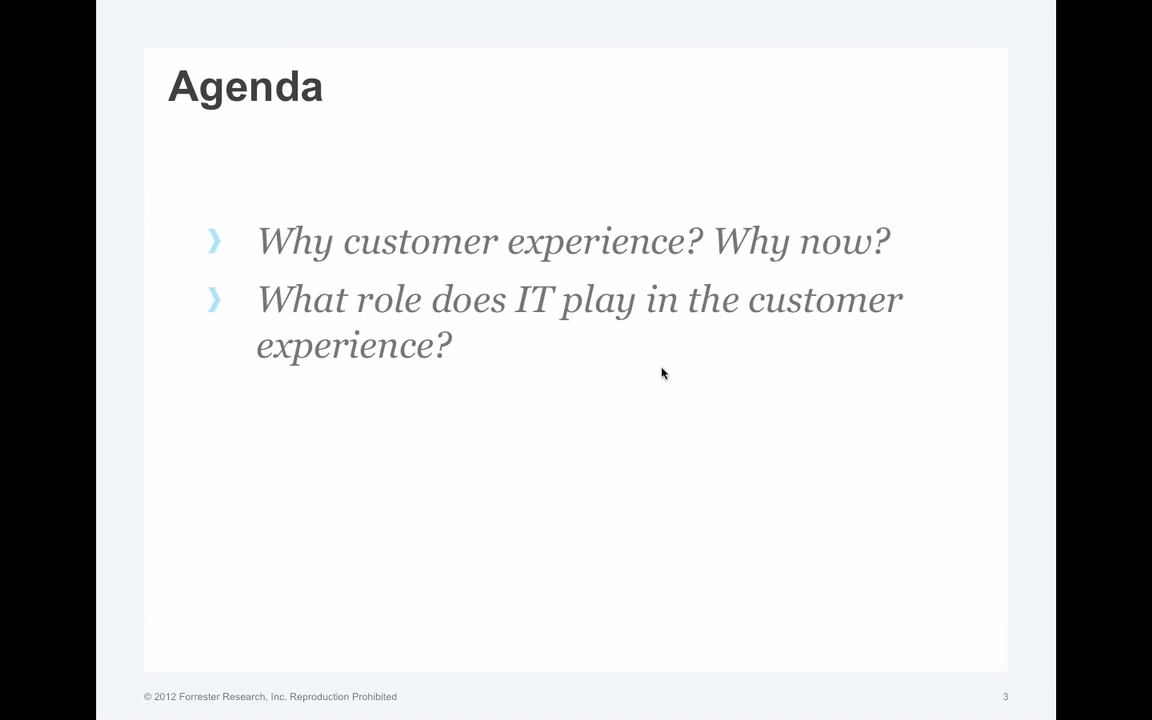 Agenda
Why customer experience? Why now?
What role does IT play in the customer
experience?
© 2012 Forrester Research, Inc. Reproduction Prohibited
3